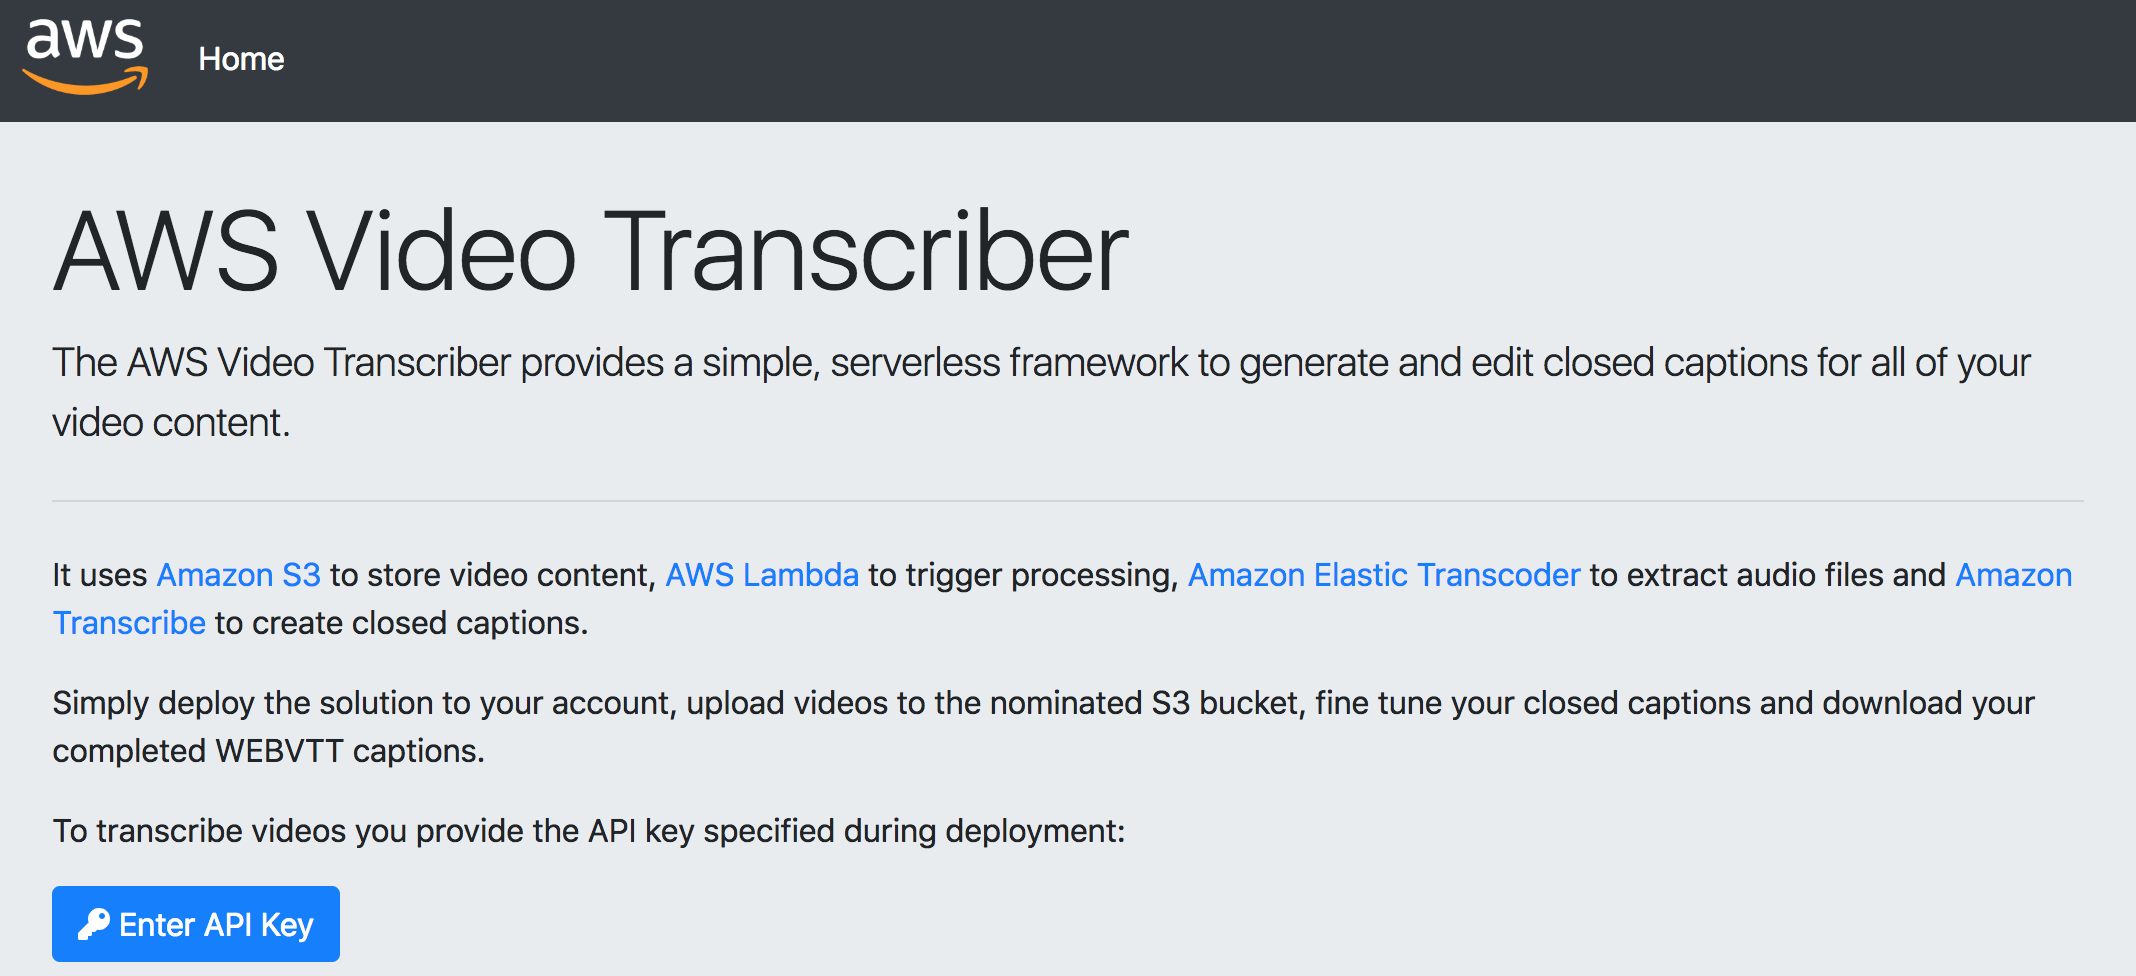 aws
Home
AWS Video Transcriber
The AWS Video Transcriber provides a simple, serverless framework to generate and edit closed captions for all of your
video content.
It uses Amazon S3 to store video content, AWS Lambda to trigger processing, Amazon Elastic Transcoder to extract audio files and Amazon
Transcribe to create closed captions.
Simply deploy the solution to your account, upload videos to the nominated S3 bucket, fine tune your closed captions and download your
completed WEBVTT captions.
To transcribe videos you provide the API key specified during deployment:
Enter API Key